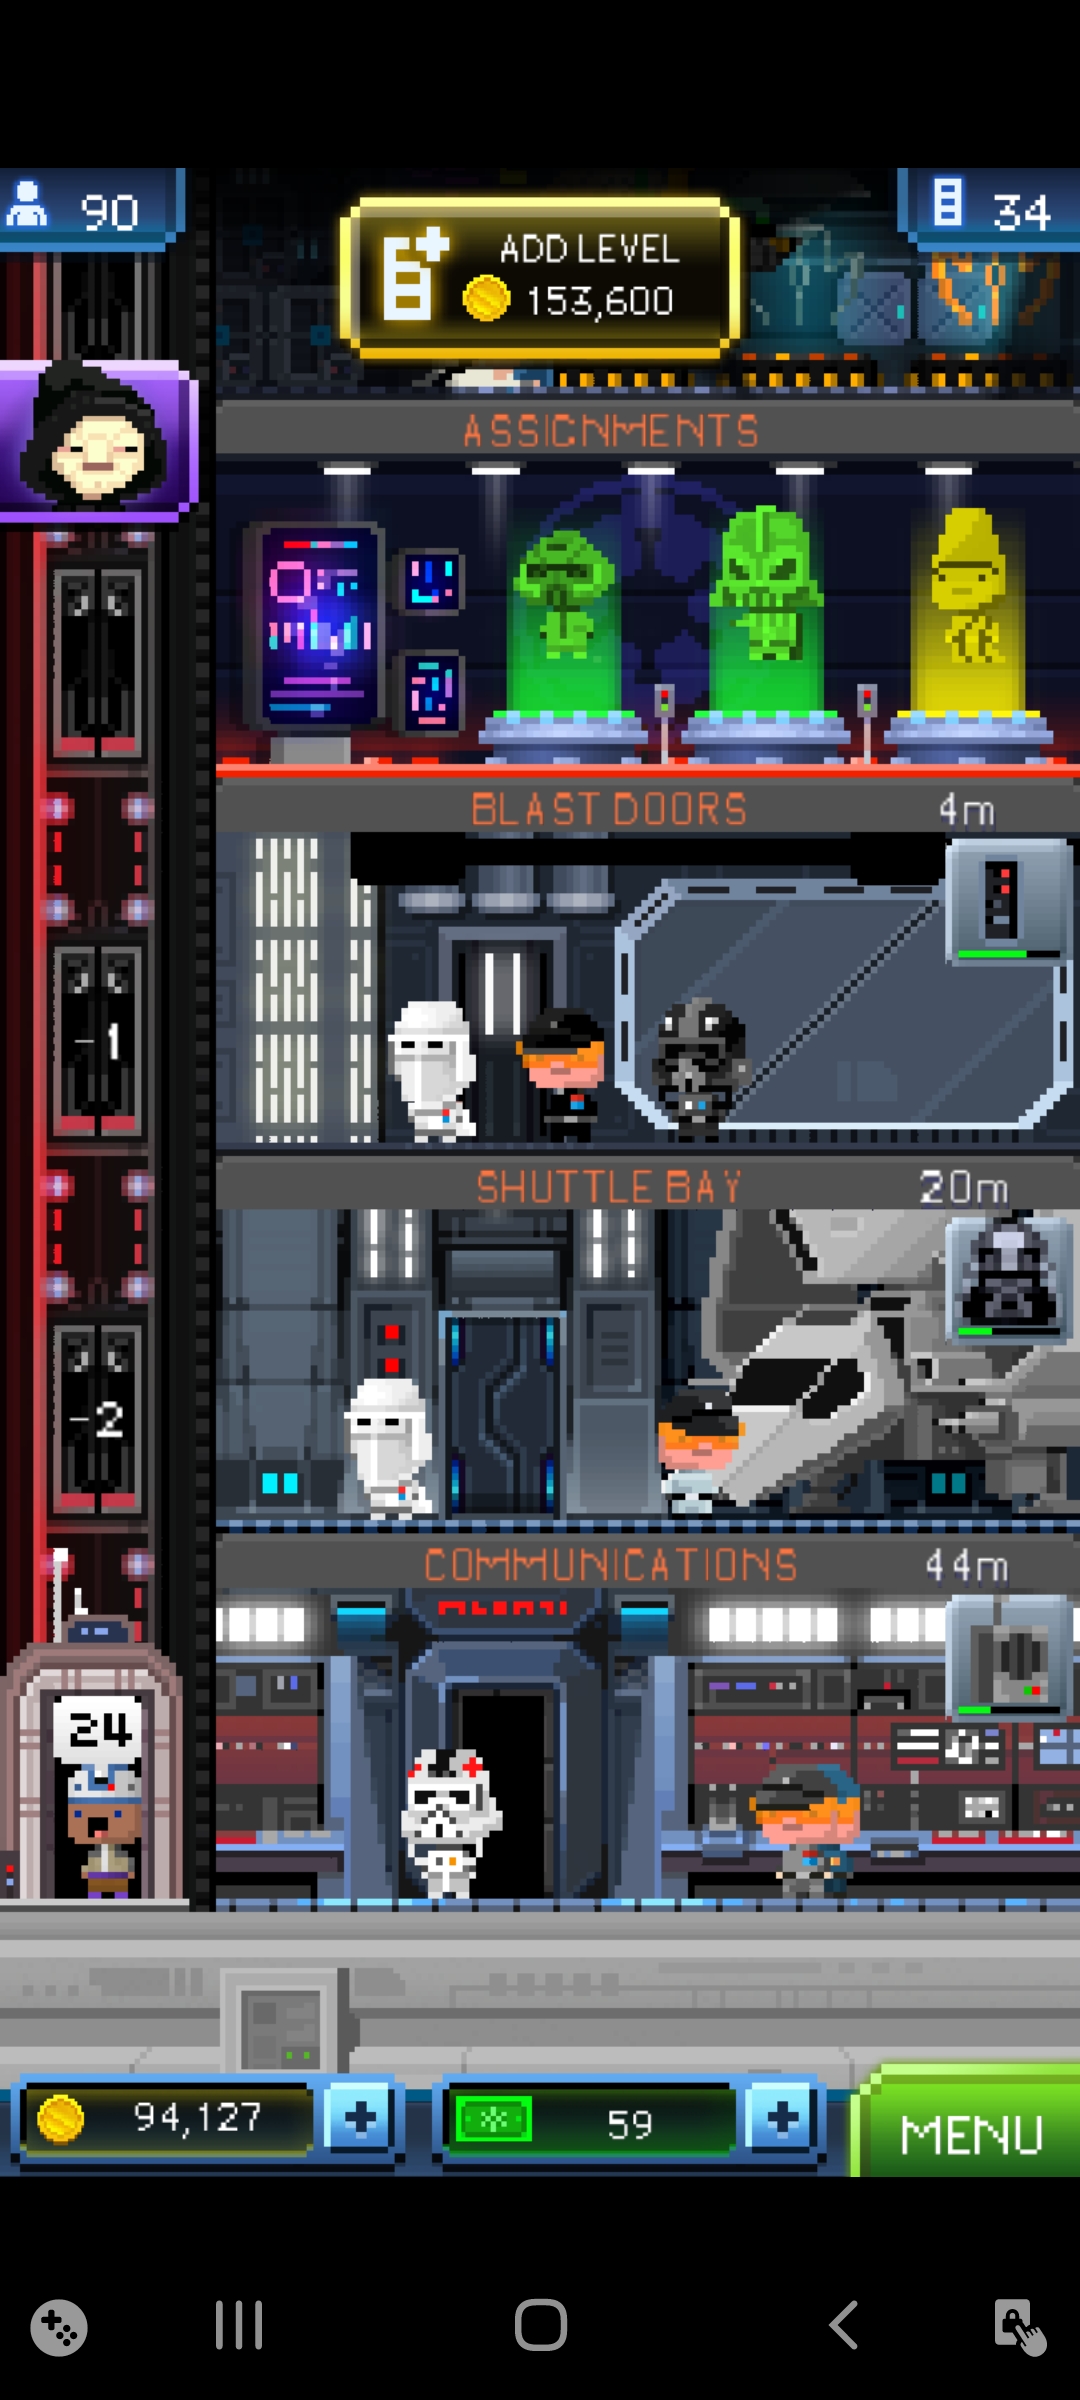 90
ADD LEVEL
153,600
34
ASSIGNMENTS
BLAST DOORS
4m
-1
SHUTTLE BAY
20m
-2
COMMUNICATIONS
44m
24
94,127
59
MENU